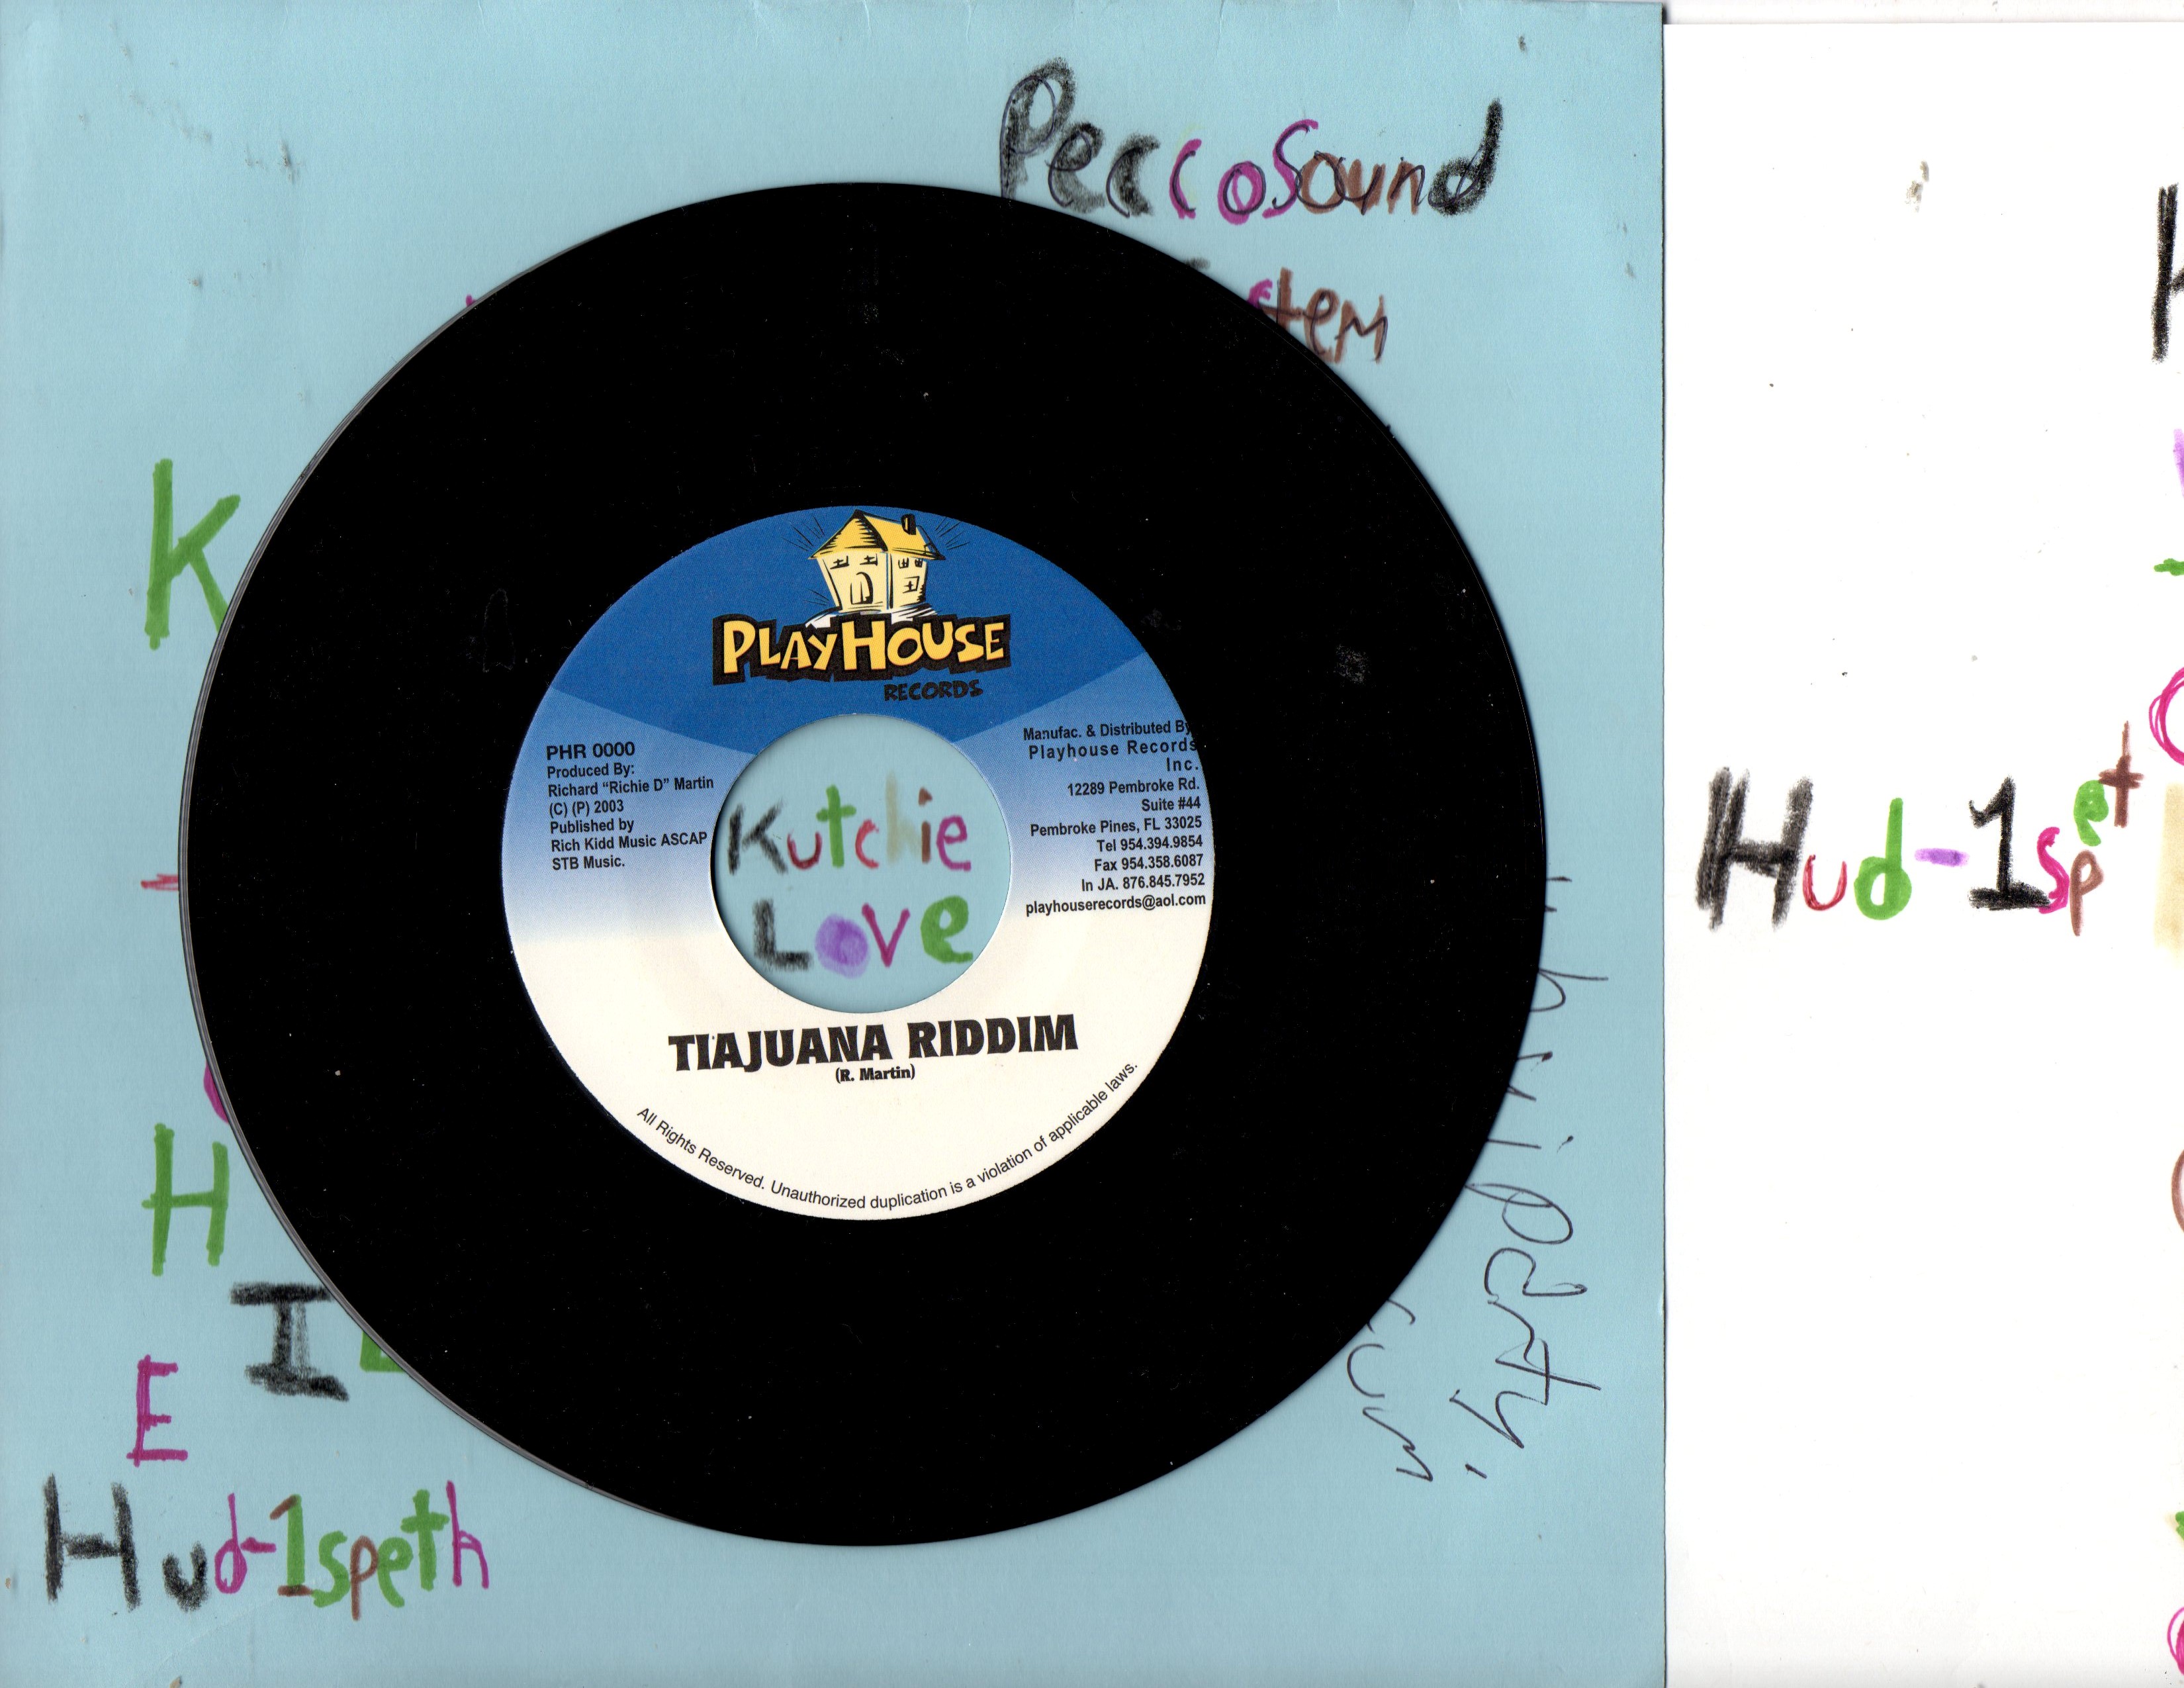 PerccoSound
stem
K
H
I
E
Hud-1speth
PLAYHOUSE
RECORDS
PHR 0000
Produced By:
Richard "Richie D" Martin
(C) (P) 2003
Published by
Rich Kidd Music ASCAP
STB Music.
Manufac. & Distributed By
Playhouse Records
Inc.
12289 Pembroke Rd.
Suite #44
Pembroke Pines, FL 33025
Tel 954.394.9854
Fax 954.358.6087
In JA. 876.845.7952
playhouserecords@aol.com
Kutchie
Love
TIAJUANA RIDDIM
(R. Martin)
All Rights Reserved. Unauthorized duplication is a violation of applicable laws.
Hud-1spet